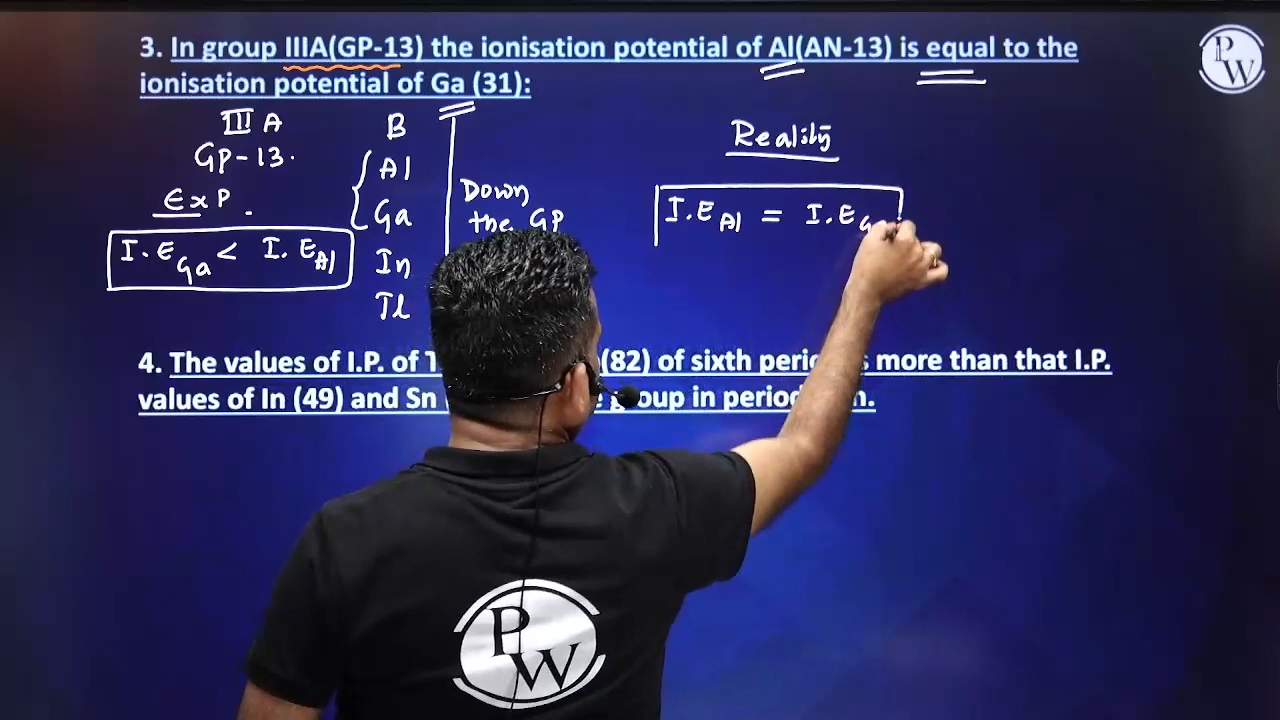 3. In group IIIA(GP-13) the ionisation potential of Al(AN-13) is equal to the
ionisation potential of Ga (31):
III A
GP-13.
Exp.
I.E Ga < I.E Al
B
Al
Ga
In
Tl
Down
the GP
Reality
I.E Al = I.E G
4. The values of I.P. of T (82) of sixth perio s more than that I.P.
values of In (49) and Sn group in period n.
PW
PW